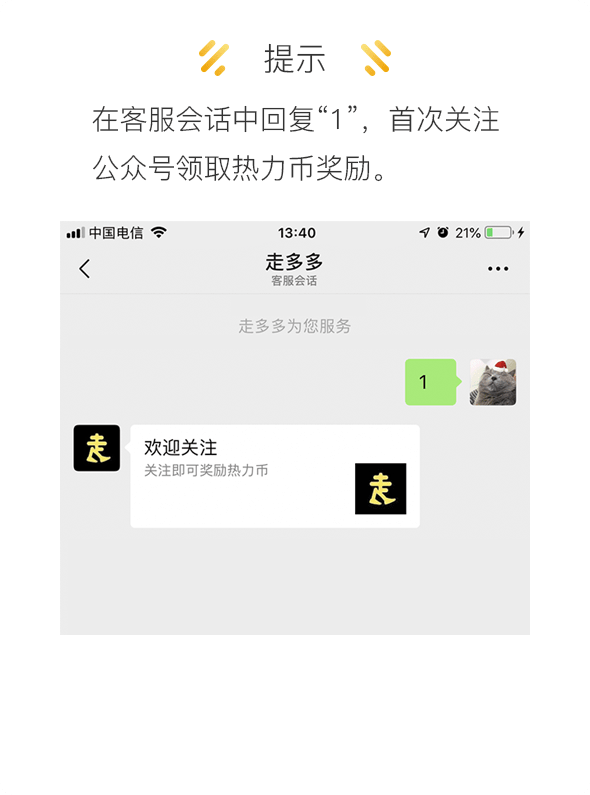 提示
在客服会话中回复“1”，首次关注
公众号领取热力币奖励。
中国电信 13:40 21%
走多多
客服会话
走多多为您服务
1
走
欢迎关注
关注即可奖励热力币
走